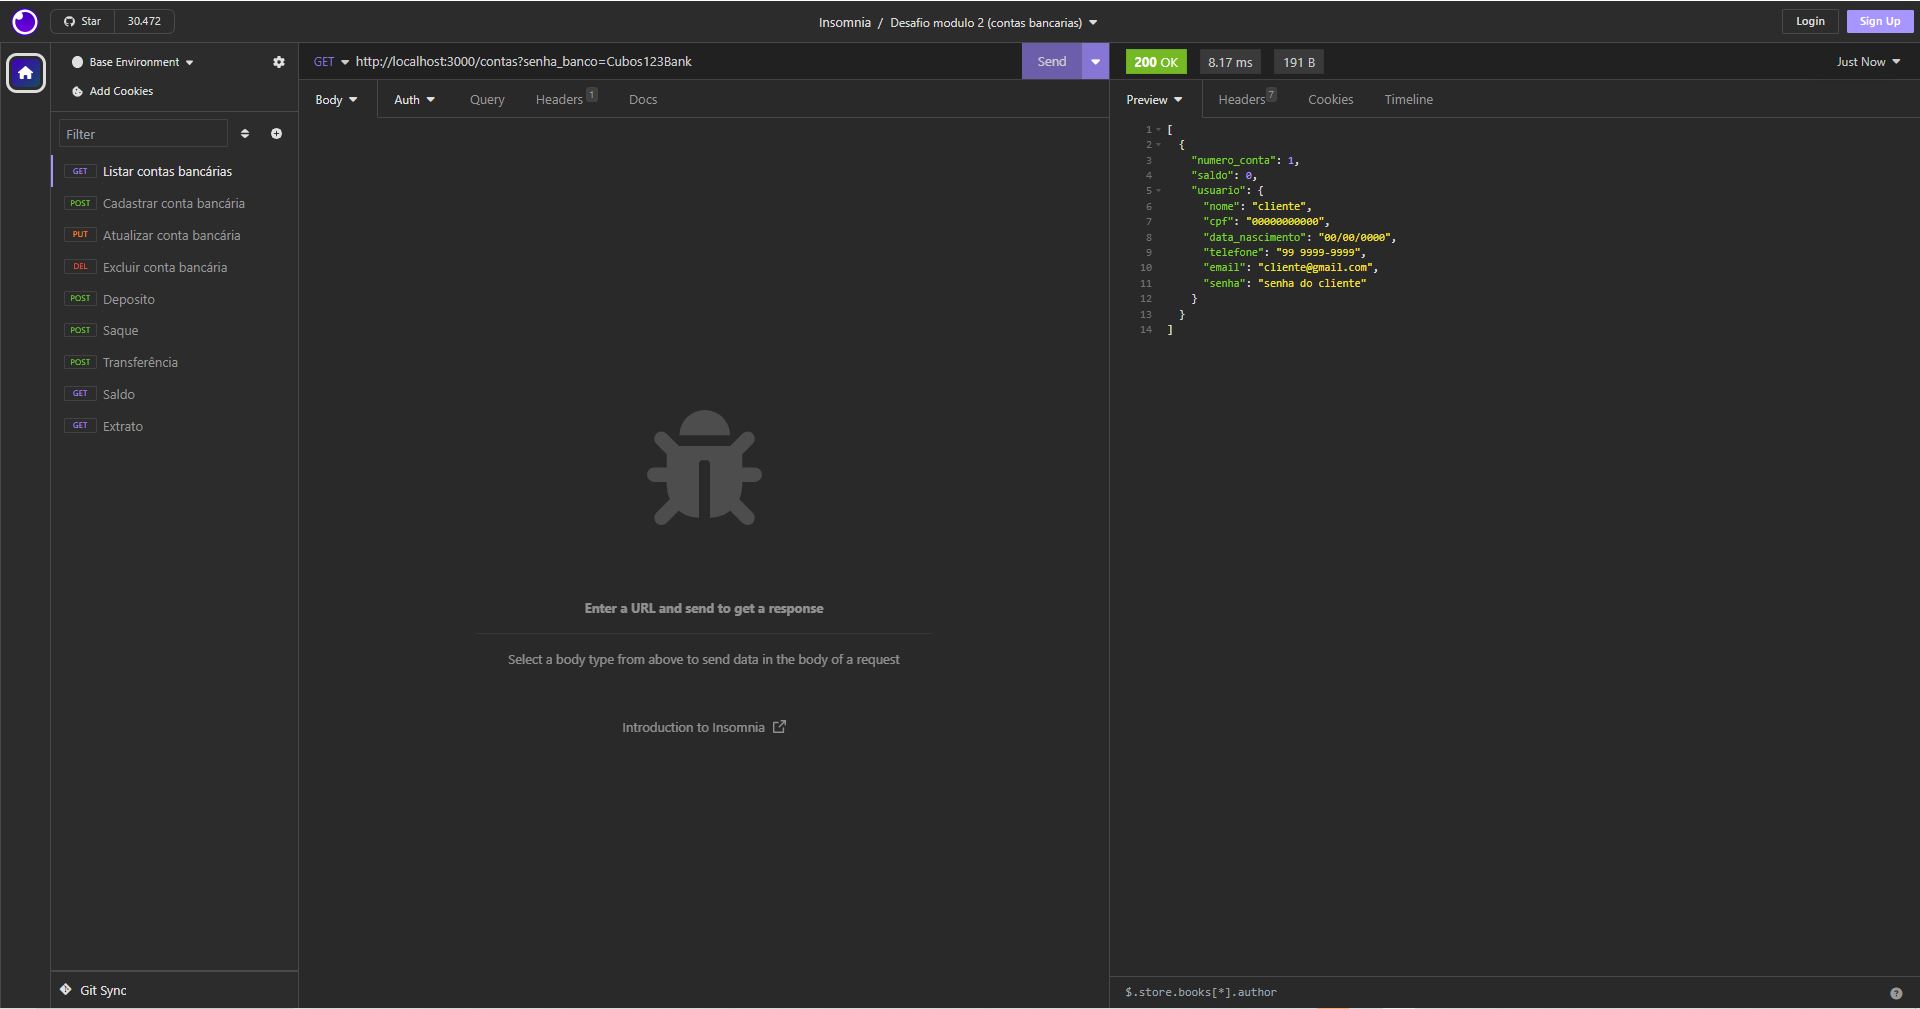 Star 30.472
Insomnia / Desafio modulo 2 (contas bancarias)
Login Sign Up
Base Environment
Add Cookies
Filter
GET Listar contas bancárias
POST Cadastrar conta bancária
PUT Atualizar conta bancária
DEL Excluir conta bancária
POST Deposito
POST Saque
POST Transferência
GET Saldo
GET Extrato
Git Sync
GET http://localhost:3000/contas?senha_banco=Cubos123Bank Send
Body Auth Query Headers 1 Docs
Enter a URL and send to get a response
Select a body type from above to send data in the body of a request
Introduction to Insomnia
200 OK 8.17 ms 191 B Just Now
Preview Headers 7 Cookies Timeline
1 [
2 {
3 "numero_conta": 1,
4 "saldo": 0,
5 "usuario": {
6 "nome": "cliente",
7 "cpf": "00000000000",
8 "data_nascimento": "00/00/0000",
9 "telefone": "99 9999-9999",
10 "email": "cliente@gmail.com",
11 "senha": "senha do cliente"
12 }
13 }
14 ]
$.store.books[*].author ?